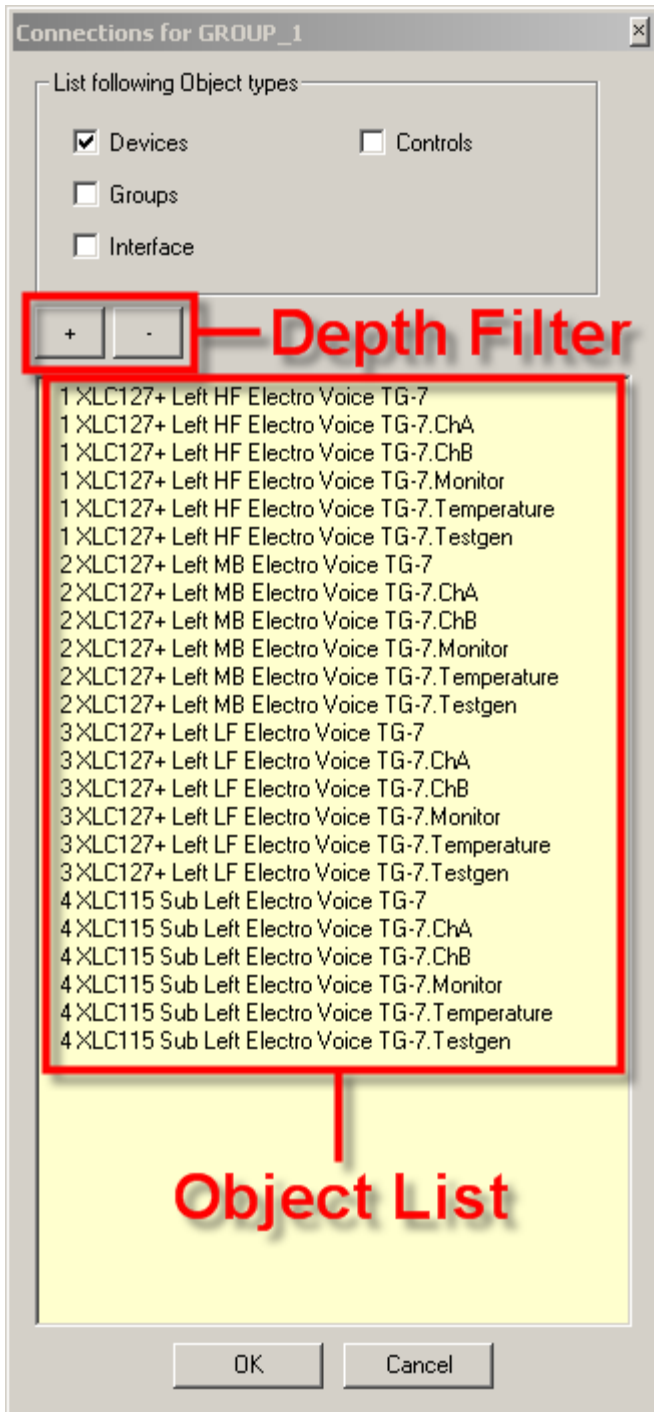 Connections for GROUP_1
List following Object types
Devices
Controls
Groups
Interface
+ -
Depth Filter
1 XLC127+ Left HF Electro Voice TG-7
1 XLC127+ Left HF Electro Voice TG-7.ChA
1 XLC127+ Left HF Electro Voice TG-7.ChB
1 XLC127+ Left HF Electro Voice TG-7.Monitor
1 XLC127+ Left HF Electro Voice TG-7.Temperature
1 XLC127+ Left HF Electro Voice TG-7.Testgen
2 XLC127+ Left MB Electro Voice TG-7
2 XLC127+ Left MB Electro Voice TG-7.ChA
2 XLC127+ Left MB Electro Voice TG-7.ChB
2 XLC127+ Left MB Electro Voice TG-7.Monitor
2 XLC127+ Left MB Electro Voice TG-7.Temperature
2 XLC127+ Left MB Electro Voice TG-7.Testgen
3 XLC127+ Left LF Electro Voice TG-7
3 XLC127+ Left LF Electro Voice TG-7.ChA
3 XLC127+ Left LF Electro Voice TG-7.ChB
3 XLC127+ Left LF Electro Voice TG-7.Monitor
3 XLC127+ Left LF Electro Voice TG-7.Temperature
3 XLC127+ Left LF Electro Voice TG-7.Testgen
4 XLC115 Sub Left Electro Voice TG-7
4 XLC115 Sub Left Electro Voice TG-7.ChA
4 XLC115 Sub Left Electro Voice TG-7.ChB
4 XLC115 Sub Left Electro Voice TG-7.Monitor
4 XLC115 Sub Left Electro Voice TG-7.Temperature
4 XLC115 Sub Left Electro Voice TG-7.Testgen
Object List
OK Cancel